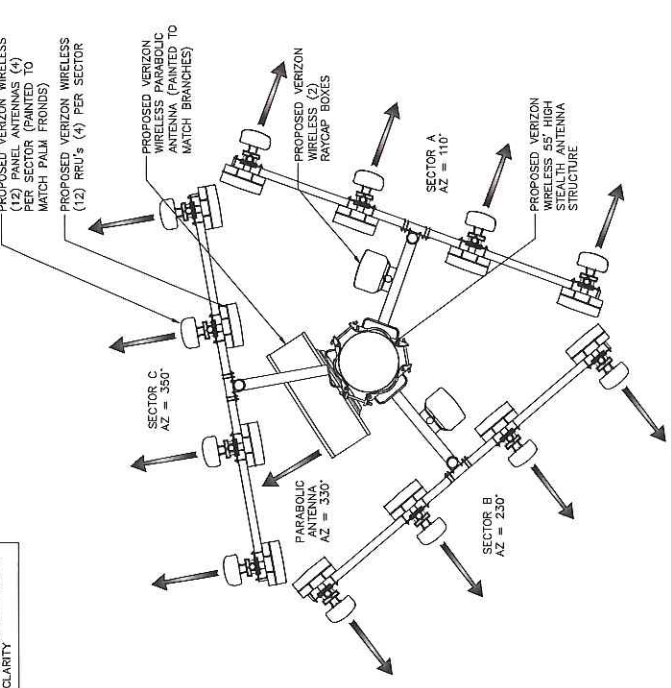 CLARITY
PROPOSED VERIZON WIRELESS
(12) PANEL ANTENNAS (4)
PER SECTOR (PAINTED TO
MATCH PALM FRONDS)
PROPOSED VERIZON WIRELESS
(12) RRU's (4) PER SECTOR
PROPOSED VERIZON
WIRELESS PARABOLIC
ANTENNA (PAINTED TO
MATCH BRANCHES)
PROPOSED VERIZON
WIRELESS (2)
RAYCAP BOXES
SECTOR A
AZ = 110°
PROPOSED VERIZON
WIRELESS 55' HIGH
STEALTH ANTENNA
STRUCTURE
SECTOR C
AZ = 350°
PARABOLIC
ANTENNA
AZ = 330°
SECTOR B
AZ = 230°